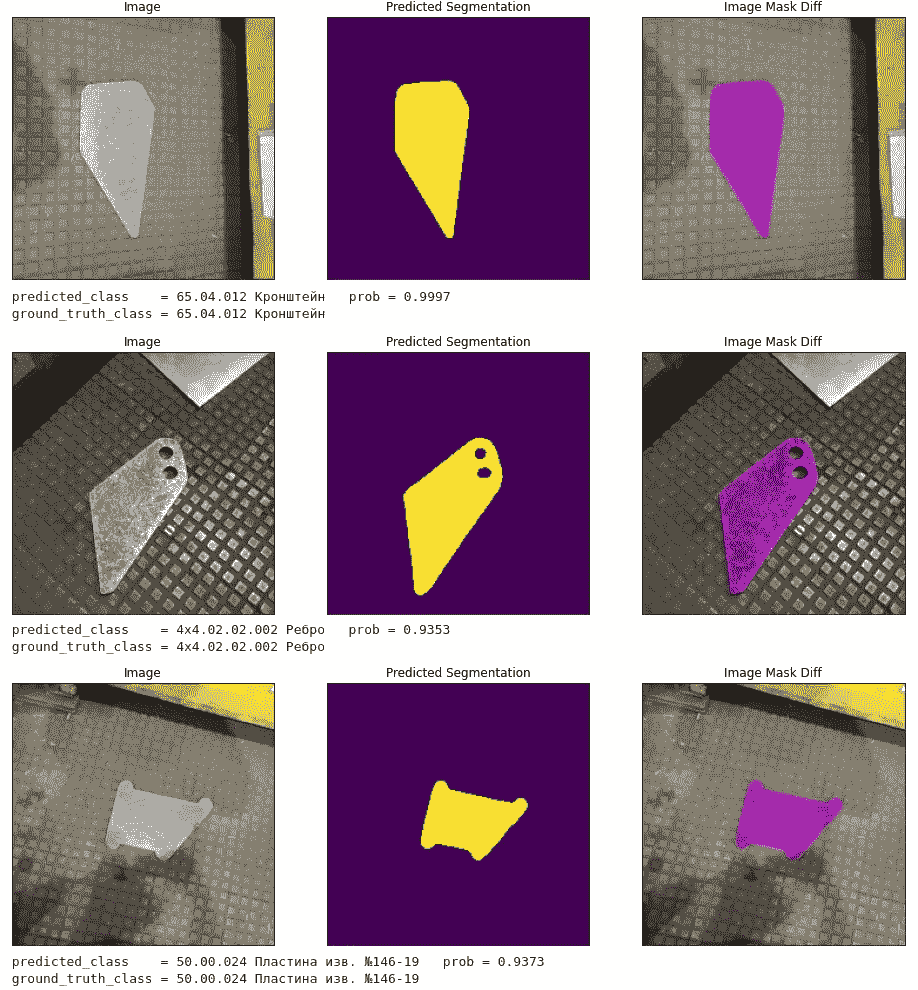 Image Predicted Segmentation Image Mask Diff
predicted_class = 65.04.012 Кронштейн prob = 0.9997
ground_truth_class = 65.04.012 Кронштейн
Image Predicted Segmentation Image Mask Diff
predicted_class = 4x4.02.02.002 Ребро prob = 0.9353
ground_truth_class = 4x4.02.02.002 Ребро
Image Predicted Segmentation Image Mask Diff
predicted_class = 50.00.024 Пластина изв. №146-19 prob = 0.9373
ground_truth_class = 50.00.024 Пластина изв. №146-19